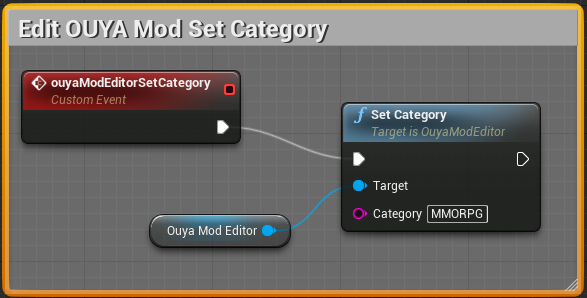 Edit OUYA Mod Set Category
ouyaModEditorSetCategory
Custom Event
f Set Category
Target is OuyaModEditor
Target
Ouya Mod Editor
Category MMORPG